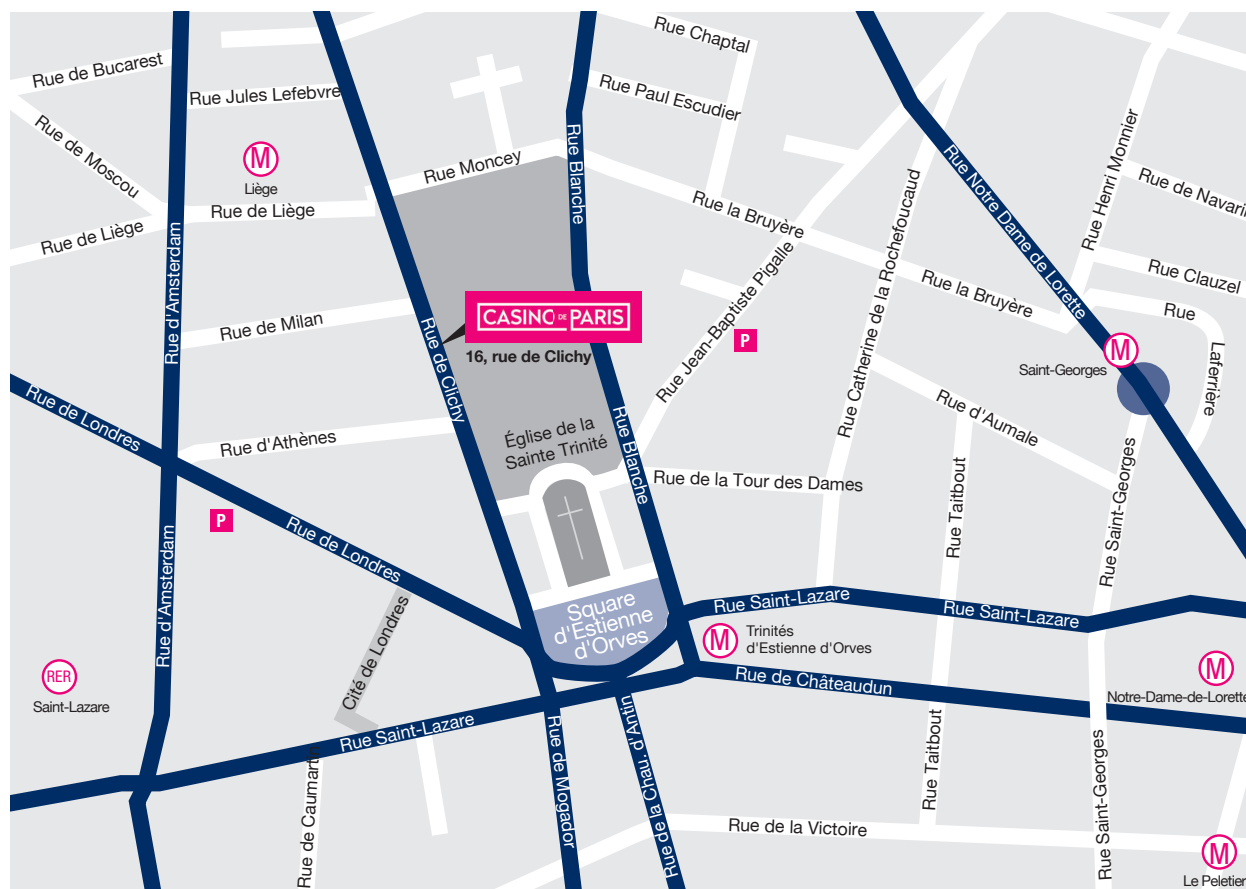 Rue Chaptal
Rue de Bucarest
Rue Jules Lefebvre
Rue Paul Escudier
Rue de Moscou
M
Liège
Rue Moncey
Rue Blanche
Rue Notre Dame de Lorette
Rue Henri Monnier
Rue de Navarin
Rue de Liège
Rue de Liège
Rue la Bruyère
Rue Catherine de la Rochefoucaud
Rue d'Amsterdam
Rue Jean-Baptiste Pigalle
Rue la Bruyère
Rue Clauzel
Rue
Laferrière
Rue de Milan
CASINO DE PARIS
16, rue de Clichy
Rue de Clichy
P
M
Saint-Georges
Rue de Londres
Rue d'Athènes
Église de la
Sainte Trinité
Rue Blanche
Rue d'Aumale
Rue de la Tour des Dames
Rue Taitbout
Rue Saint-Georges
P
Rue de Londres
Rue d'Amsterdam
Square
d'Estienne
d'Orves
Rue Saint-Lazare
Rue Saint-Lazare
M
Trinités
d'Estienne d'Orves
Cité de Londres
RER
Saint-Lazare
Rue de Châteaudun
M
Notre-Dame-de-Lorette
Rue Saint-Lazare
Rue de Caumartin
Rue de Mogador
Rue de la Chau. d'Antin
Rue Taitbout
Rue Saint-Georges
Rue de la Victoire
M
Le Peletier